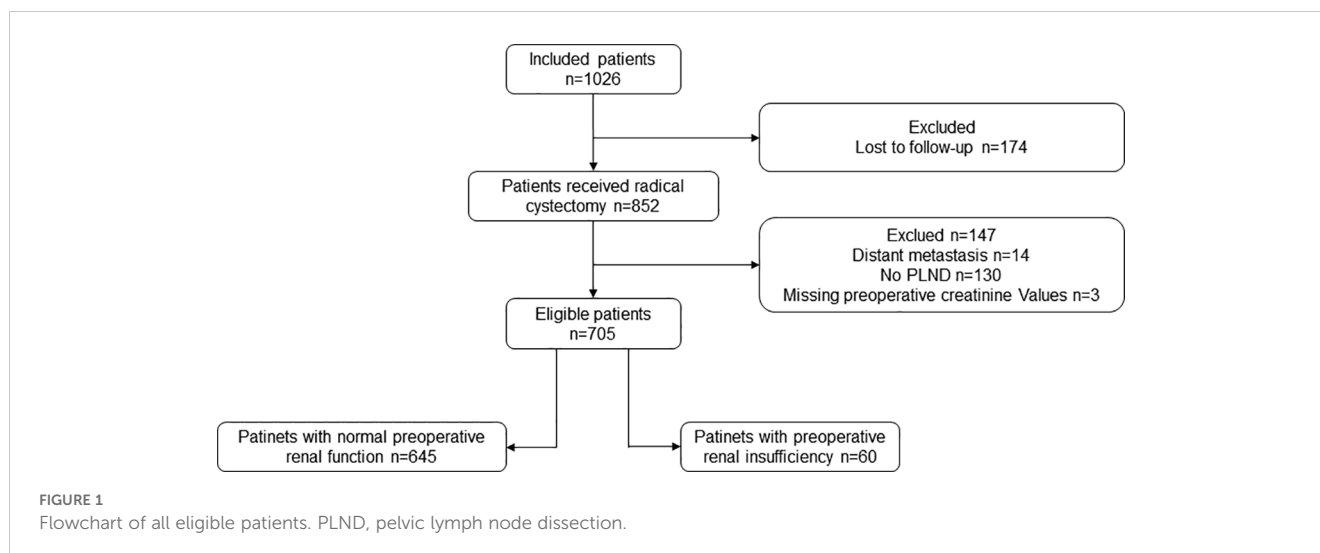 Included patients
n=1026
Excluded
Lost to follow-up n=174
Patients received radical
cystectomy n=852
Exclued n=147
Distant metastasis n=14
No PLND n=130
Missing preoperative creatinine Values n=3
Eligible patients
n=705
Patinets with normal preoperative
renal function n=645
Patinets with preoperative
renal insufficiency n=60
FIGURE 1
Flowchart of all eligible patients. PLND, pelvic lymph node dissection.